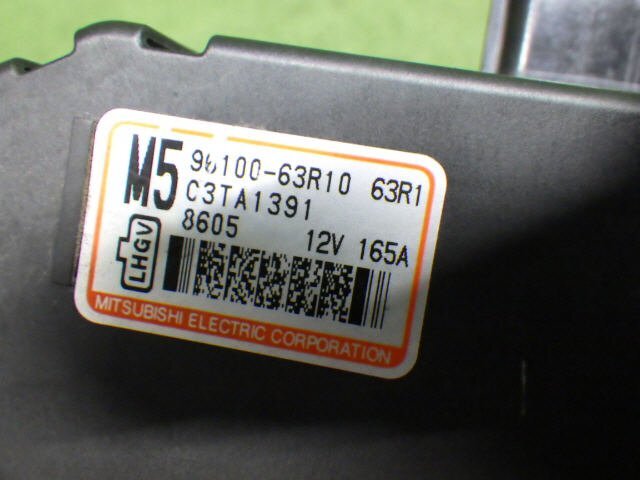 M5 96100-63R10 63R1
C3TA1391
8605 12V 165A
LHGV
MITSUBISHI ELECTRIC CORPORATION